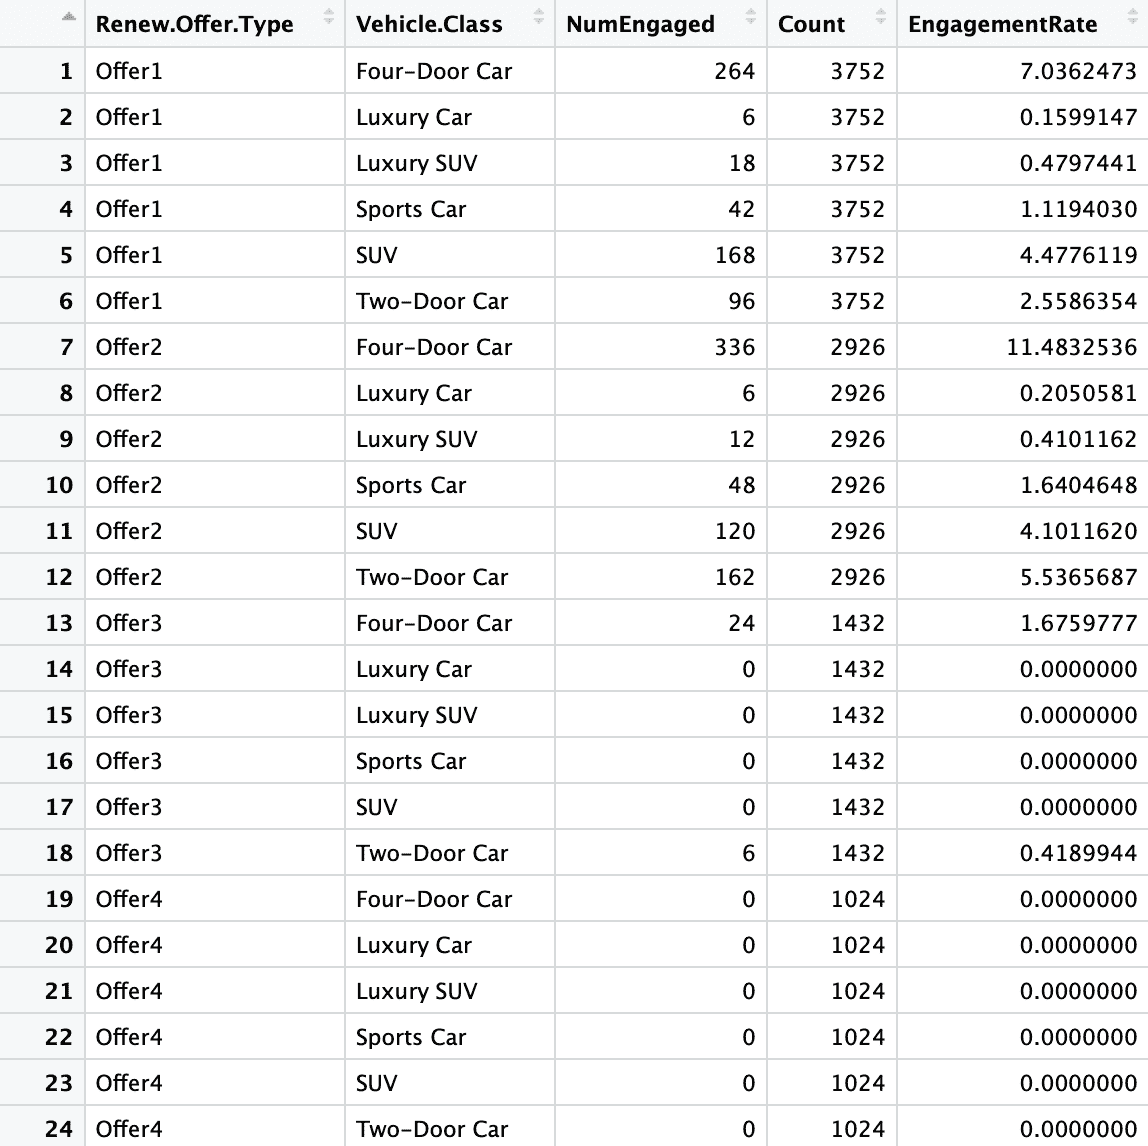 Renew.Offer.Type Vehicle.Class NumEngaged Count EngagementRate
1 Offer1 Four-Door Car 264 3752 7.0362473
2 Offer1 Luxury Car 6 3752 0.1599147
3 Offer1 Luxury SUV 18 3752 0.4797441
4 Offer1 Sports Car 42 3752 1.1194030
5 Offer1 SUV 168 3752 4.4776119
6 Offer1 Two-Door Car 96 3752 2.5586354
7 Offer2 Four-Door Car 336 2926 11.4832536
8 Offer2 Luxury Car 6 2926 0.2050581
9 Offer2 Luxury SUV 12 2926 0.4101162
10 Offer2 Sports Car 48 2926 1.6404648
11 Offer2 SUV 120 2926 4.1011620
12 Offer2 Two-Door Car 162 2926 5.5365687
13 Offer3 Four-Door Car 24 1432 1.6759777
14 Offer3 Luxury Car 0 1432 0.0000000
15 Offer3 Luxury SUV 0 1432 0.0000000
16 Offer3 Sports Car 0 1432 0.0000000
17 Offer3 SUV 0 1432 0.0000000
18 Offer3 Two-Door Car 6 1432 0.4189944
19 Offer4 Four-Door Car 0 1024 0.0000000
20 Offer4 Luxury Car 0 1024 0.0000000
21 Offer4 Luxury SUV 0 1024 0.0000000
22 Offer4 Sports Car 0 1024 0.0000000
23 Offer4 SUV 0 1024 0.0000000
24 Offer4 Two-Door Car 0 1024 0.0000000